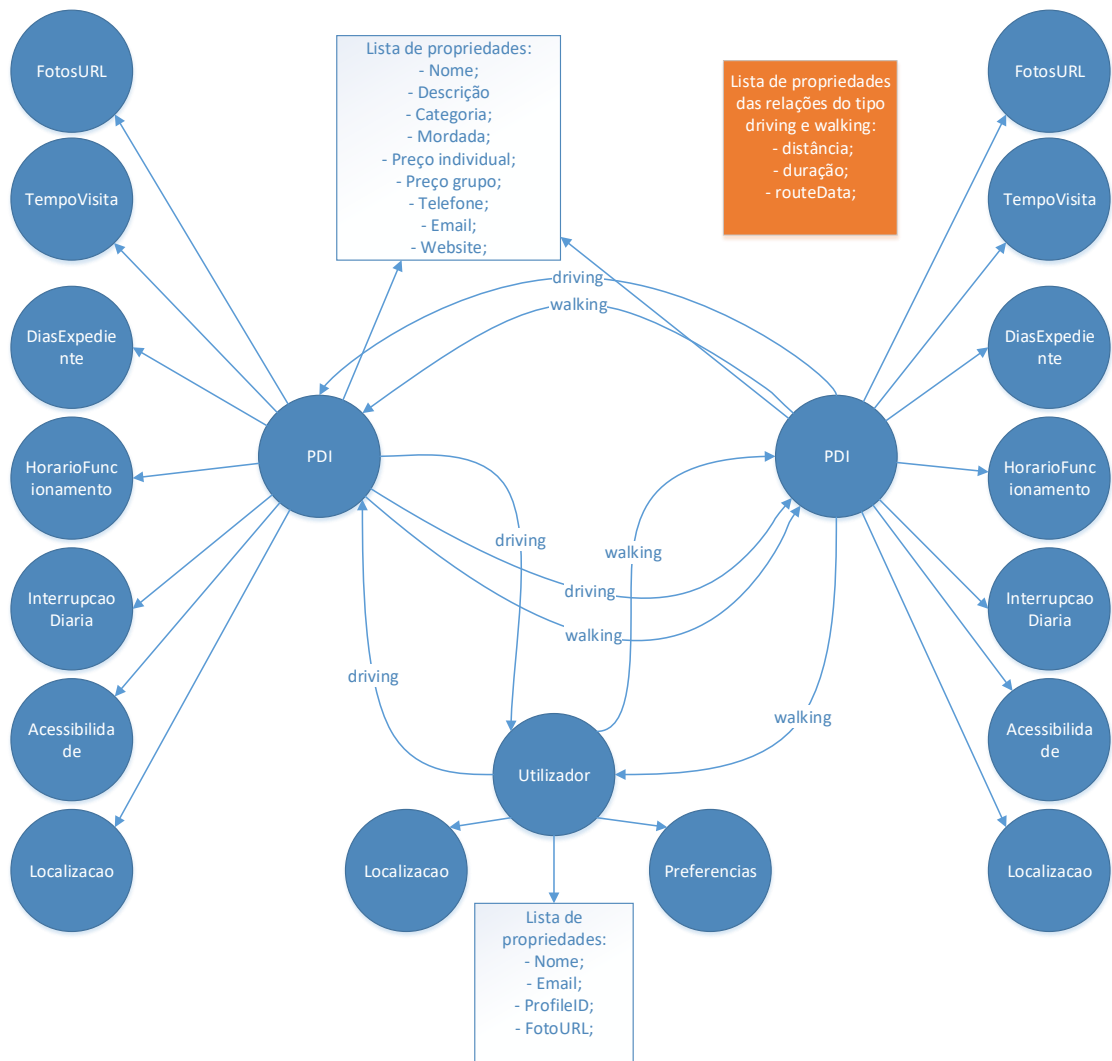 FotosURL
Lista de propriedades:
- Nome;
- Descrição
- Categoria;
- Mordada;
- Preço individual;
- Preço grupo;
- Telefone;
- Email;
- Website;
Lista de propriedades
das relações do tipo
driving e walking:
- distância;
- duração;
- routeData;
FotosURL
TempoVisita
TempoVisita
driving
walking
DiasExpedie
nte
DiasExpedie
nte
PDI
PDI
HorarioFunc
ionamento
HorarioFunc
ionamento
driving
walking
driving
walking
Interrupcao
Diaria
Interrupcao
Diaria
driving
walking
Acessibilida
de
Acessibilida
de
Utilizador
Localizacao
Localizacao
Preferencias
Localizacao
Lista de
propriedades:
- Nome;
- Email;
- ProfileID;
- FotoURL;